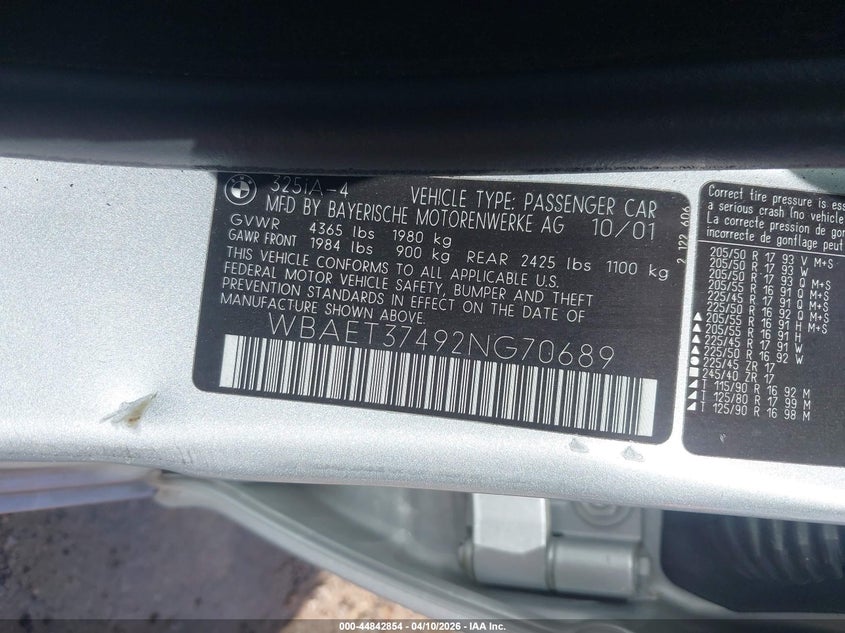 BMW
325iA-4
VEHICLE TYPE: PASSENGER CAR
MFD BY BAYERISCHE MOTORENWERKE AG 10/01
GVWR 4365 lbs 1980 kg
GAWR FRONT 1984 lbs 900 kg REAR 2425 lbs 1100 kg
THIS VEHICLE CONFORMS TO ALL APPLICABLE U.S.
FEDERAL MOTOR VEHICLE SAFETY, BUMPER AND THEFT
PREVENTION STANDARDS IN EFFECT ON THE DATE OF
MANUFACTURE SHOWN ABOVE.
WBAET37492NG70689
2 122 606
Correct tire pressure is esse
a serious crash (no vehicle
La correcte pression de gon
incorrecte de gonflage peut
205/50 R 17 93 V M+S
205/50 R 17 93 W
205/50 R 17 93 Q M+S
205/55 R 16 91 Q M+S
225/45 R 17 91 Q M+S
225/50 R 16 92 Q M+S
205/55 R 16 91 H M+S
205/55 R 16 91 H
225/45 R 17 91 W
225/50 R 16 92 W
225/45 ZR 17
245/40 ZR 17
T 115/90 R 16 92 M
T 125/80 R 17 99 M
T 125/90 R 16 98 M
000-44842854 - 04/10/2026 - IAA Inc.